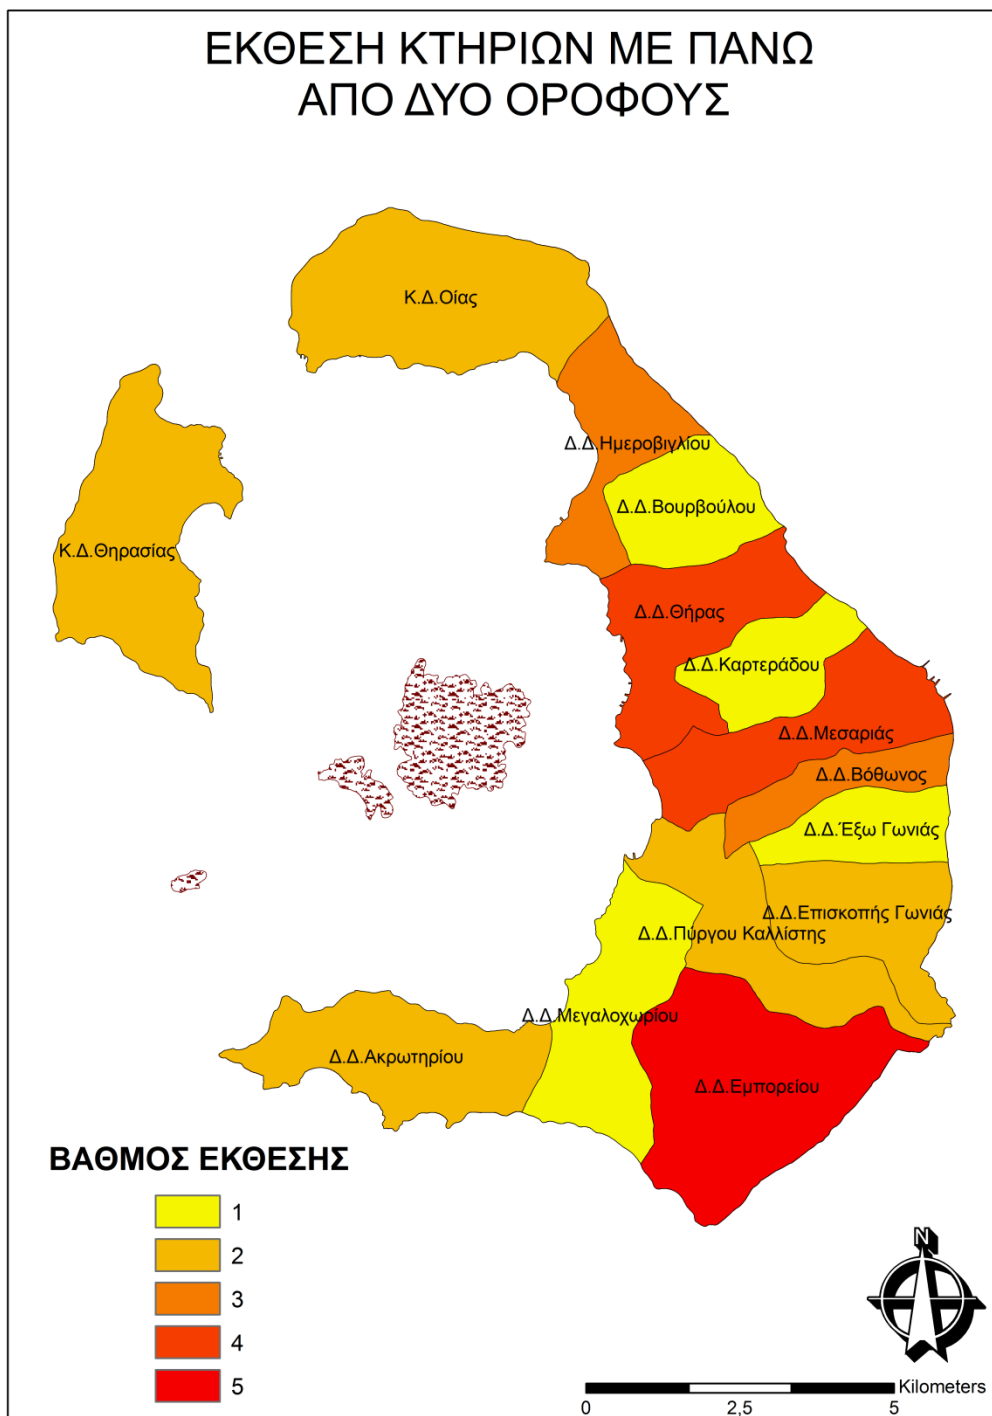 ΕΚΘΕΣΗ ΚΤΗΡΙΩΝ ΜΕ ΠΑΝΩ
ΑΠΟ ΔΥΟ ΟΡΟΦΟΥΣ
Κ.Δ.Οίας
Δ.Δ.Ημεροβιγλίου
Δ.Δ.Βουρβούλου
Κ.Δ.Θηρασίας
Δ.Δ.Θήρας
Δ.Δ.Καρτεράδου
Δ.Δ.Μεσαριάς
Δ.Δ.Βόθωνος
Δ.Δ.Έξω Γωνιάς
Δ.Δ.Επισκοπής Γωνιάς
Δ.Δ.Πύργου Καλλίστης
Δ.Δ.Μεγαλοχωρίου
Δ.Δ.Ακρωτηρίου
Δ.Δ.Εμπορείου
ΒΑΘΜΟΣ ΕΚΘΕΣΗΣ
1
2
3
4
5
N
Kilometers
0 2,5 5